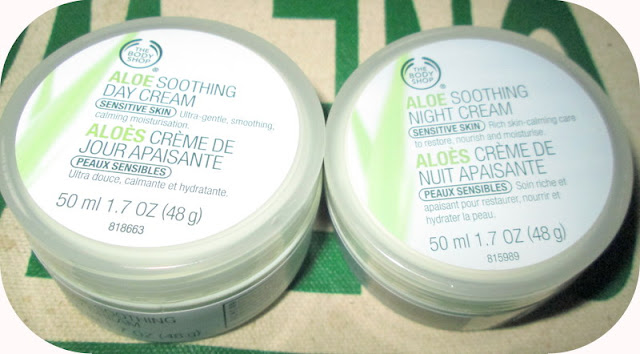 THE
BODY
SHOP
®
ALOE SOOTHING
DAY CREAM
SENSITIVE SKIN Ultra-gentle, smoothing,
calming moisturisation.
ALOÈS CRÈME DE
JOUR APAISANTE
PEAUX SENSIBLES
Ultra douce, calmante et hydratante.
50 ml 1.7 OZ (48 g)
818663
THE
BODY
SHOP
®
ALOE SOOTHING
NIGHT CREAM
SENSITIVE SKIN Rich skin-calming care
to restore, nourish and moisturise.
ALOÈS CRÈME DE
NUIT APAISANTE
PEAUX SENSIBLES Soin riche et
apaisant pour restaurer, nourrir et
hydrater la peau.
50 ml 1.7 OZ (48 g)
815989